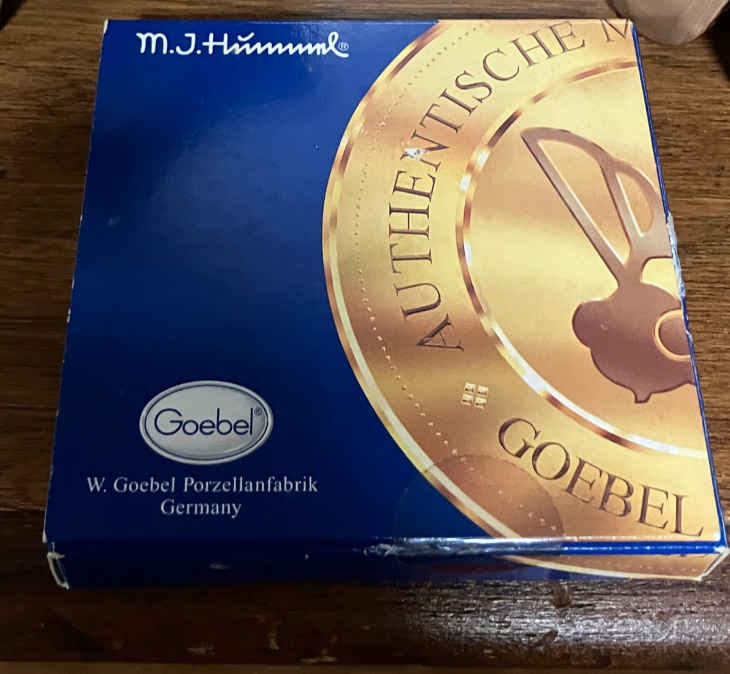 M.J.Hummel®
AUTHENTISCHE M
GOEBEL
Goebel®
W. Goebel Porzellanfabrik
Germany